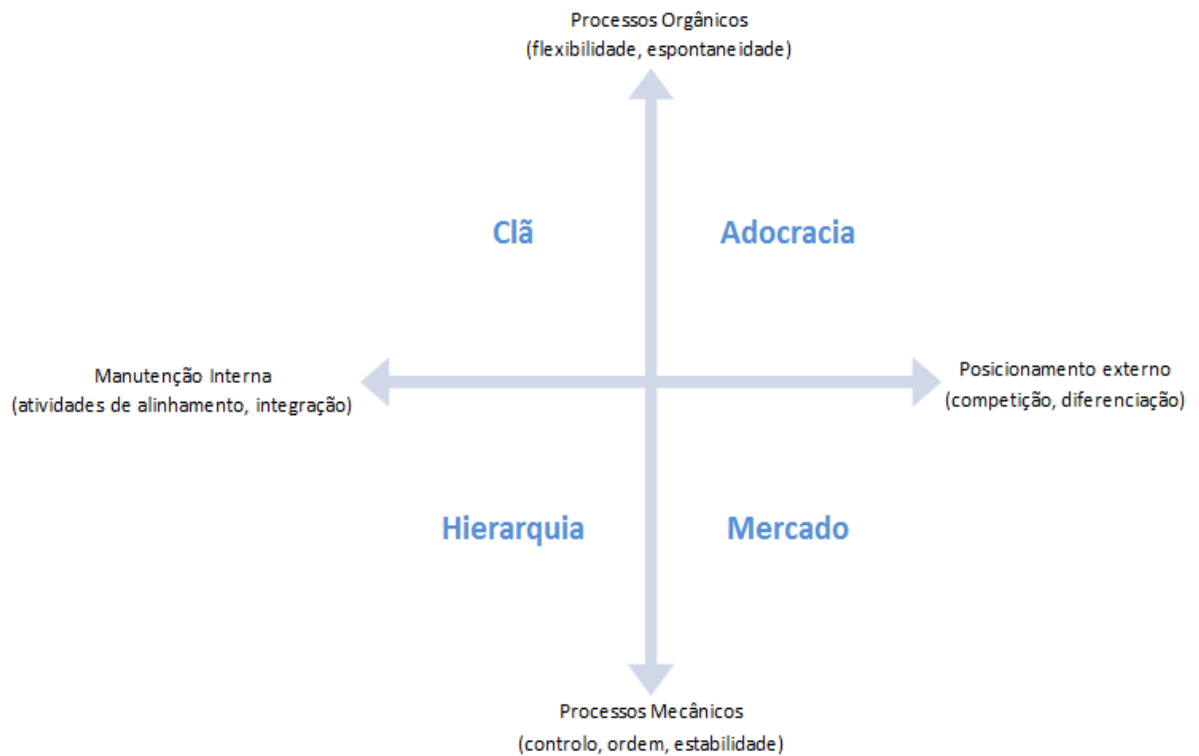 Processos Orgânicos
(flexibilidade, espontaneidade)
Clã
Adocracia
Manutenção Interna
(atividades de alinhamento, integração)
Posicionamento externo
(competição, diferenciação)
Hierarquia
Mercado
Processos Mecânicos
(controlo, ordem, estabilidade)